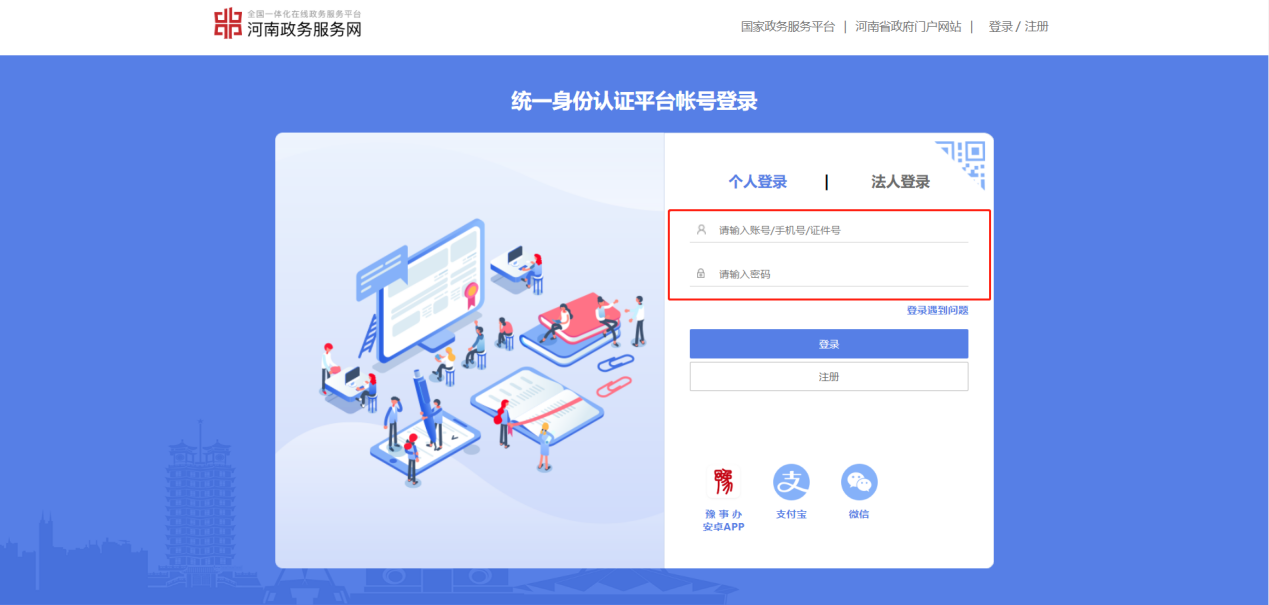 全国一体化在线政务服务平台
河南政务服务网
国家政务服务平台 | 河南省政府门户网站 | 登录 / 注册
统一身份认证平台帐号登录
个人登录 | 法人登录
请输入账号/手机号/证件号
请输入密码
登录遇到问题
登录
注册
豫
支
豫事办
安卓APP
支付宝
微信